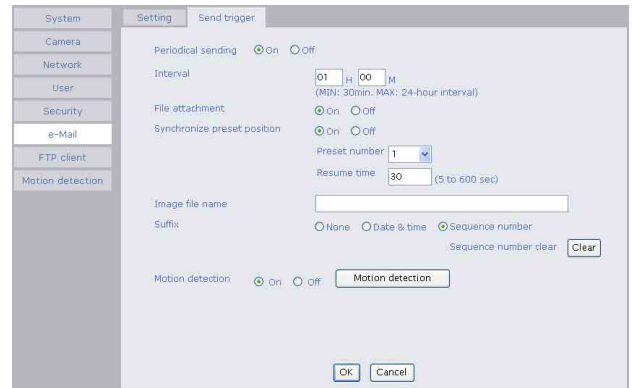 System
Camera
Network
User
Security
e-Mail
FTP client
Motion detection
Setting
Send trigger
Periodical sending On Off
Interval 01 H 00 M
(MIN: 30min. MAX: 24-hour interval)
File attachment On Off
Synchronize preset position On Off
Preset number 1
Resume time 30 (5 to 600 sec)
Image file name
Suffix None Date & time Sequence number
Sequence number clear Clear
Motion detection On Off Motion detection
OK Cancel